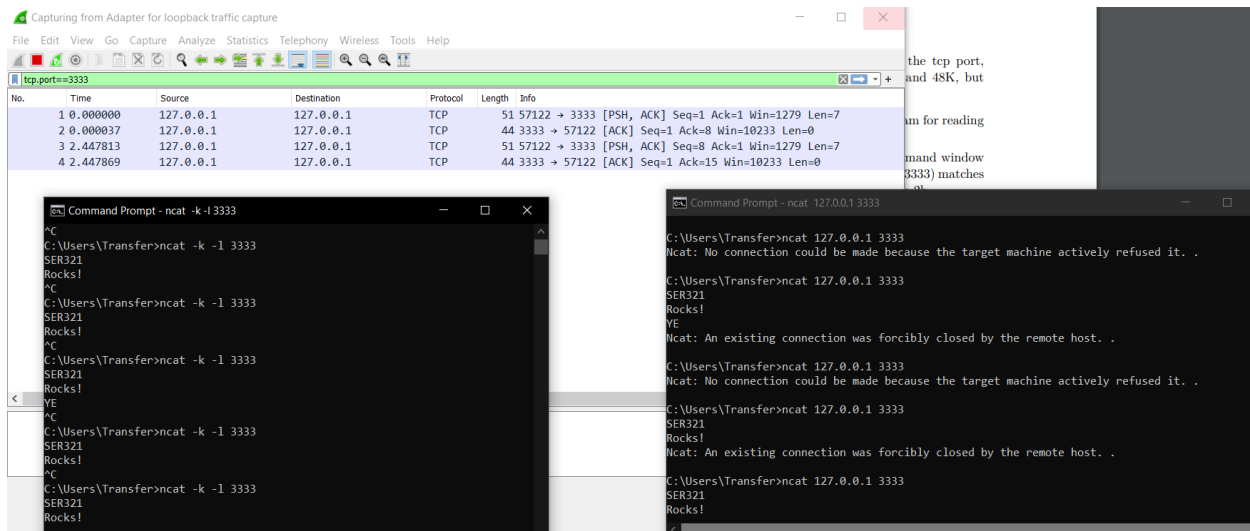 Capturing from Adapter for loopback traffic capture
File Edit View Go Capture Analyze Statistics Telephony Wireless Tools Help
tcp.port==3333
No. Time Source Destination Protocol Length Info
1 0.000000 127.0.0.1 127.0.0.1 TCP 51 57122 → 3333 [PSH, ACK] Seq=1 Ack=1 Win=1279 Len=7
2 0.000037 127.0.0.1 127.0.0.1 TCP 44 3333 → 57122 [ACK] Seq=1 Ack=8 Win=10233 Len=0
3 2.447813 127.0.0.1 127.0.0.1 TCP 51 57122 → 3333 [PSH, ACK] Seq=8 Ack=1 Win=1279 Len=7
4 2.447869 127.0.0.1 127.0.0.1 TCP 44 3333 → 57122 [ACK] Seq=1 Ack=15 Win=10233 Len=0
the tcp port,
and 48K, but
am for reading
mand window
3333) matches
Command Prompt - ncat -k -l 3333
^C
C:\Users\Transfer>ncat -k -l 3333
SER321
Rocks!
^C
C:\Users\Transfer>ncat -k -l 3333
SER321
Rocks!
^C
C:\Users\Transfer>ncat -k -l 3333
SER321
Rocks!
YE
^C
C:\Users\Transfer>ncat -k -l 3333
SER321
Rocks!
^C
C:\Users\Transfer>ncat -k -l 3333
SER321
Rocks!
Command Prompt - ncat 127.0.0.1 3333
C:\Users\Transfer>ncat 127.0.0.1 3333
Ncat: No connection could be made because the target machine actively refused it. .
C:\Users\Transfer>ncat 127.0.0.1 3333
SER321
Rocks!
YE
Ncat: An existing connection was forcibly closed by the remote host. .
C:\Users\Transfer>ncat 127.0.0.1 3333
Ncat: No connection could be made because the target machine actively refused it. .
C:\Users\Transfer>ncat 127.0.0.1 3333
SER321
Rocks!
Ncat: An existing connection was forcibly closed by the remote host. .
C:\Users\Transfer>ncat 127.0.0.1 3333
SER321
Rocks!